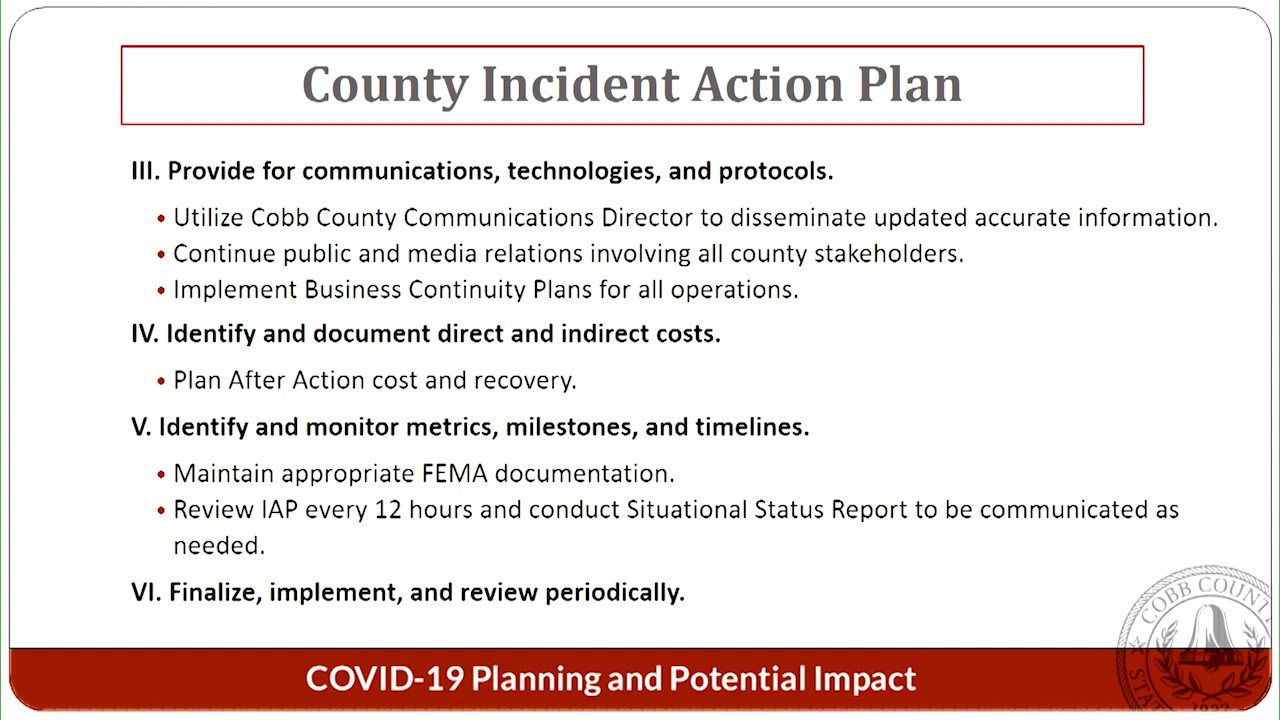 County Incident Action Plan
III. Provide for communications, technologies, and protocols.
• Utilize Cobb County Communications Director to disseminate updated accurate information.
• Continue public and media relations involving all county stakeholders.
• Implement Business Continuity Plans for all operations.
IV. Identify and document direct and indirect costs.
• Plan After Action cost and recovery.
V. Identify and monitor metrics, milestones, and timelines.
• Maintain appropriate FEMA documentation.
• Review IAP every 12 hours and conduct Situational Status Report to be communicated as
needed.
VI. Finalize, implement, and review periodically.
COBB COUNT
STAT
COVID-19 Planning and Potential Impact